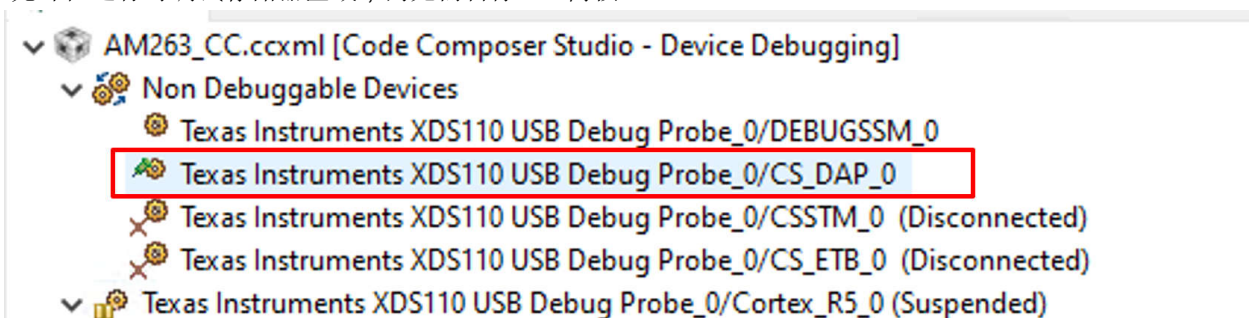 AM263_CC.ccxml [Code Composer Studio - Device Debugging]
Non Debuggable Devices
Texas Instruments XDS110 USB Debug Probe_0/DEBUGSSM_0
Texas Instruments XDS110 USB Debug Probe_0/CS_DAP_0
Texas Instruments XDS110 USB Debug Probe_0/CSSTM_0 (Disconnected)
Texas Instruments XDS110 USB Debug Probe_0/CS_ETB_0 (Disconnected)
Texas Instruments XDS110 USB Debug Probe_0/Cortex_R5_0 (Suspended)